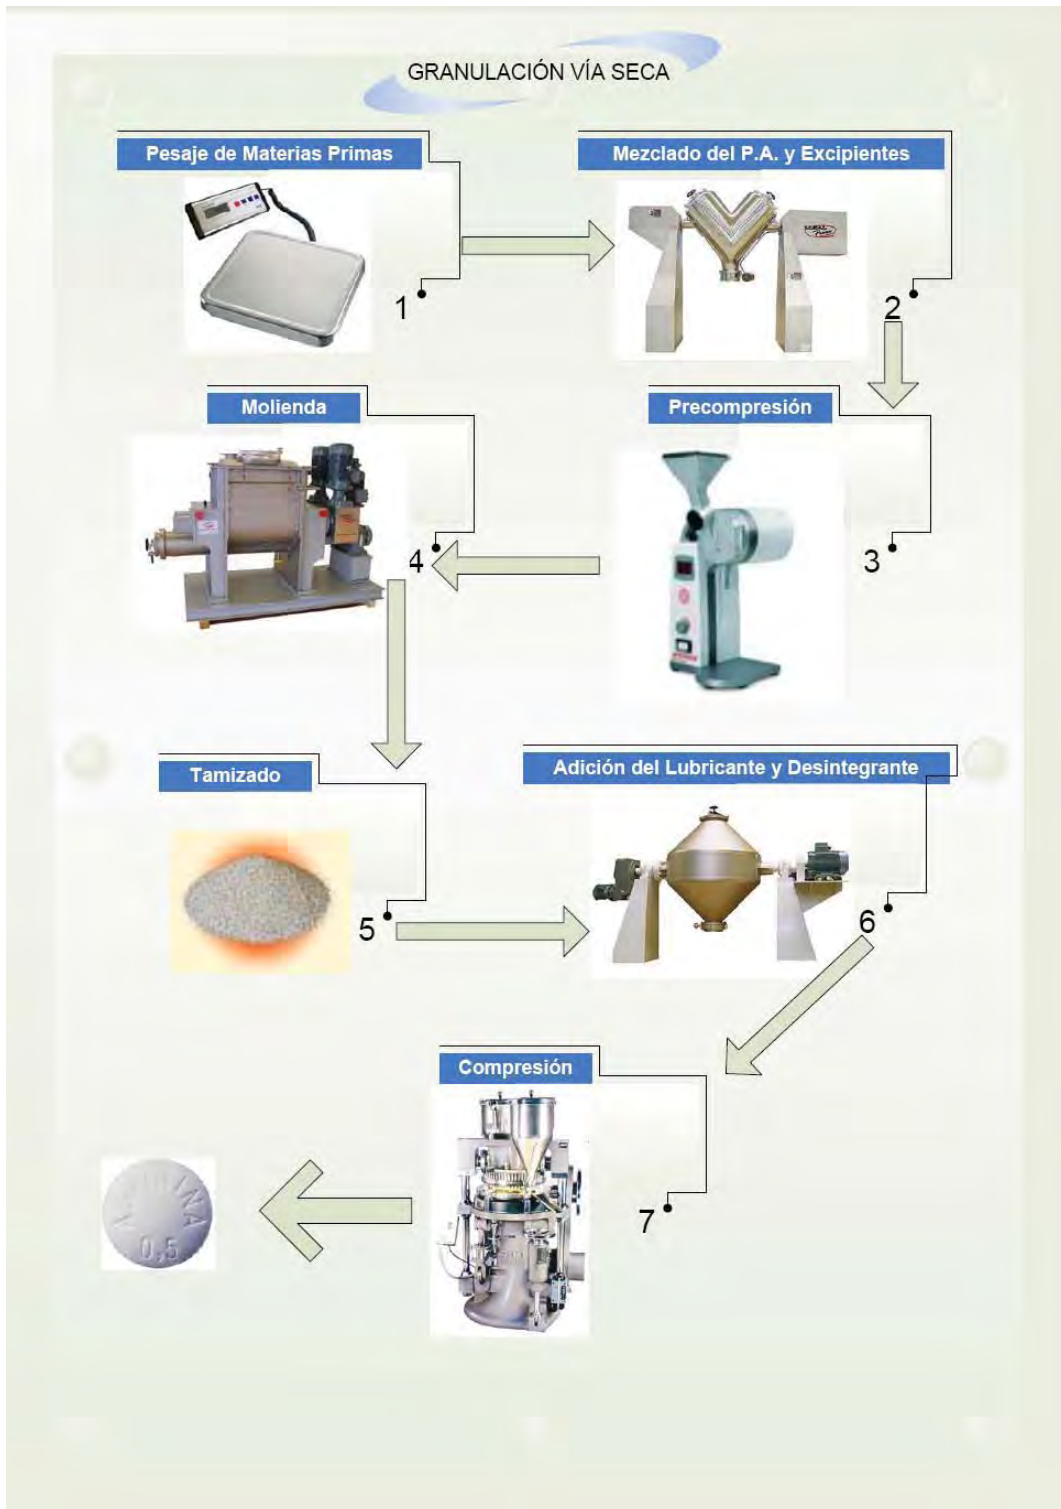 GRANULACIÓN VÍA SECA
Pesaje de Materias Primas
1
Mezclado del P.A. y Excipientes
2
Precompresión
3
Molienda
4
Tamizado
5
Adición del Lubricante y Desintegrante
6
Compresión
7
0,5